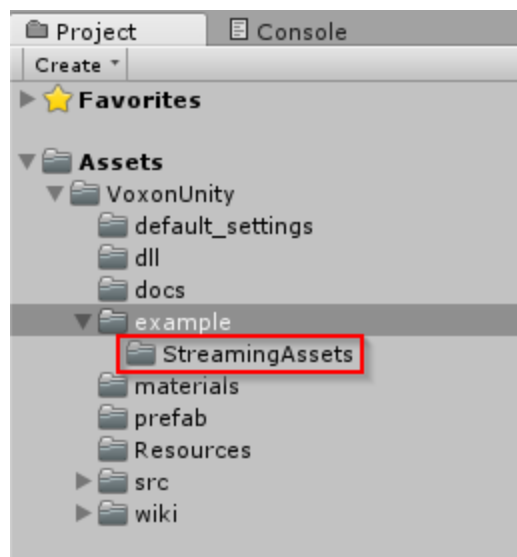 Project Console
Create
Favorites
Assets
VoxonUnity
default_settings
dll
docs
example
StreamingAssets
materials
prefab
Resources
src
wiki